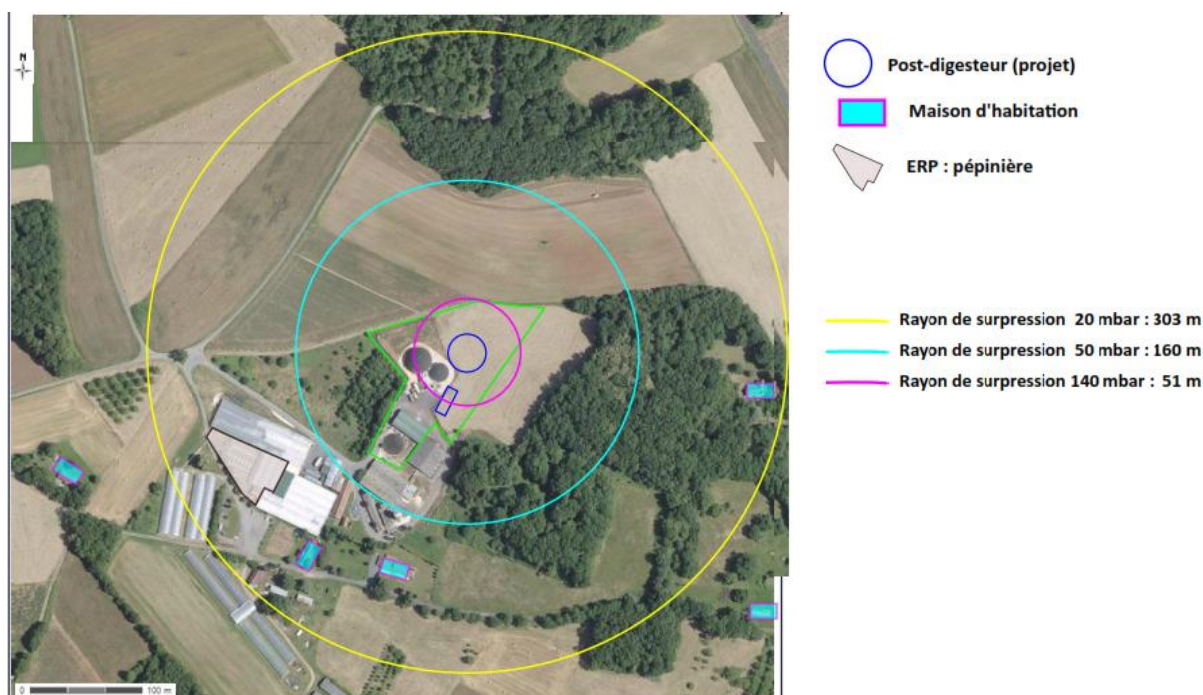 N
Post-digesteur (projet)
Maison d'habitation
ERP : pépinière
Rayon de surpression 20 mbar : 303 m
Rayon de surpression 50 mbar : 160 m
Rayon de surpression 140 mbar : 51 m
0 100 m